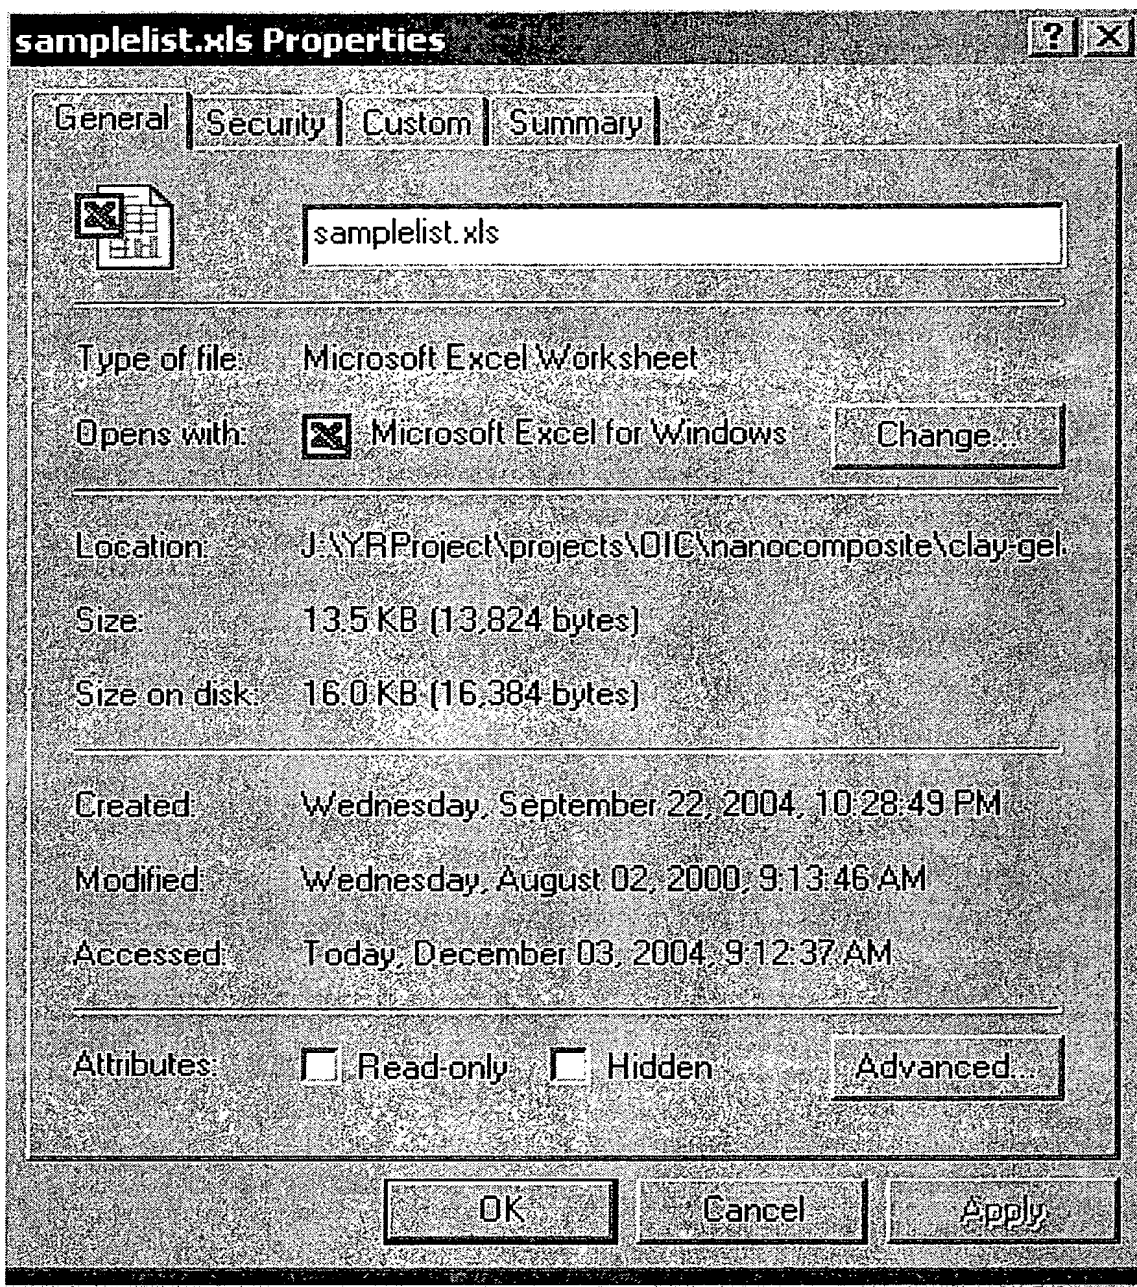 samplelist.xls Properties
General Security Custom Summary
samplelist.xls
Type of file: Microsoft Excel Worksheet
Opens with: Microsoft Excel for Windows Change...
Location: J:\YRProject\projects\OIC\nanocomposite\clay-gel
Size: 13.5 KB (13,824 bytes)
Size on disk: 16.0 KB (16,384 bytes)
Created: Wednesday, September 22, 2004, 10:28:49 PM
Modified: Wednesday, August 02, 2000, 9:13:46 AM
Accessed: Today, December 03, 2004, 9:12:37 AM
Attributes: Read-only Hidden Advanced...
OK Cancel Apply